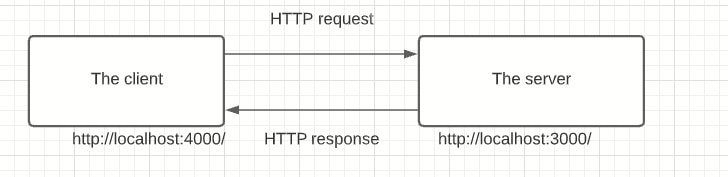 HTTP request
The client
The server
HTTP response
http://localhost:4000/
http://localhost:3000/